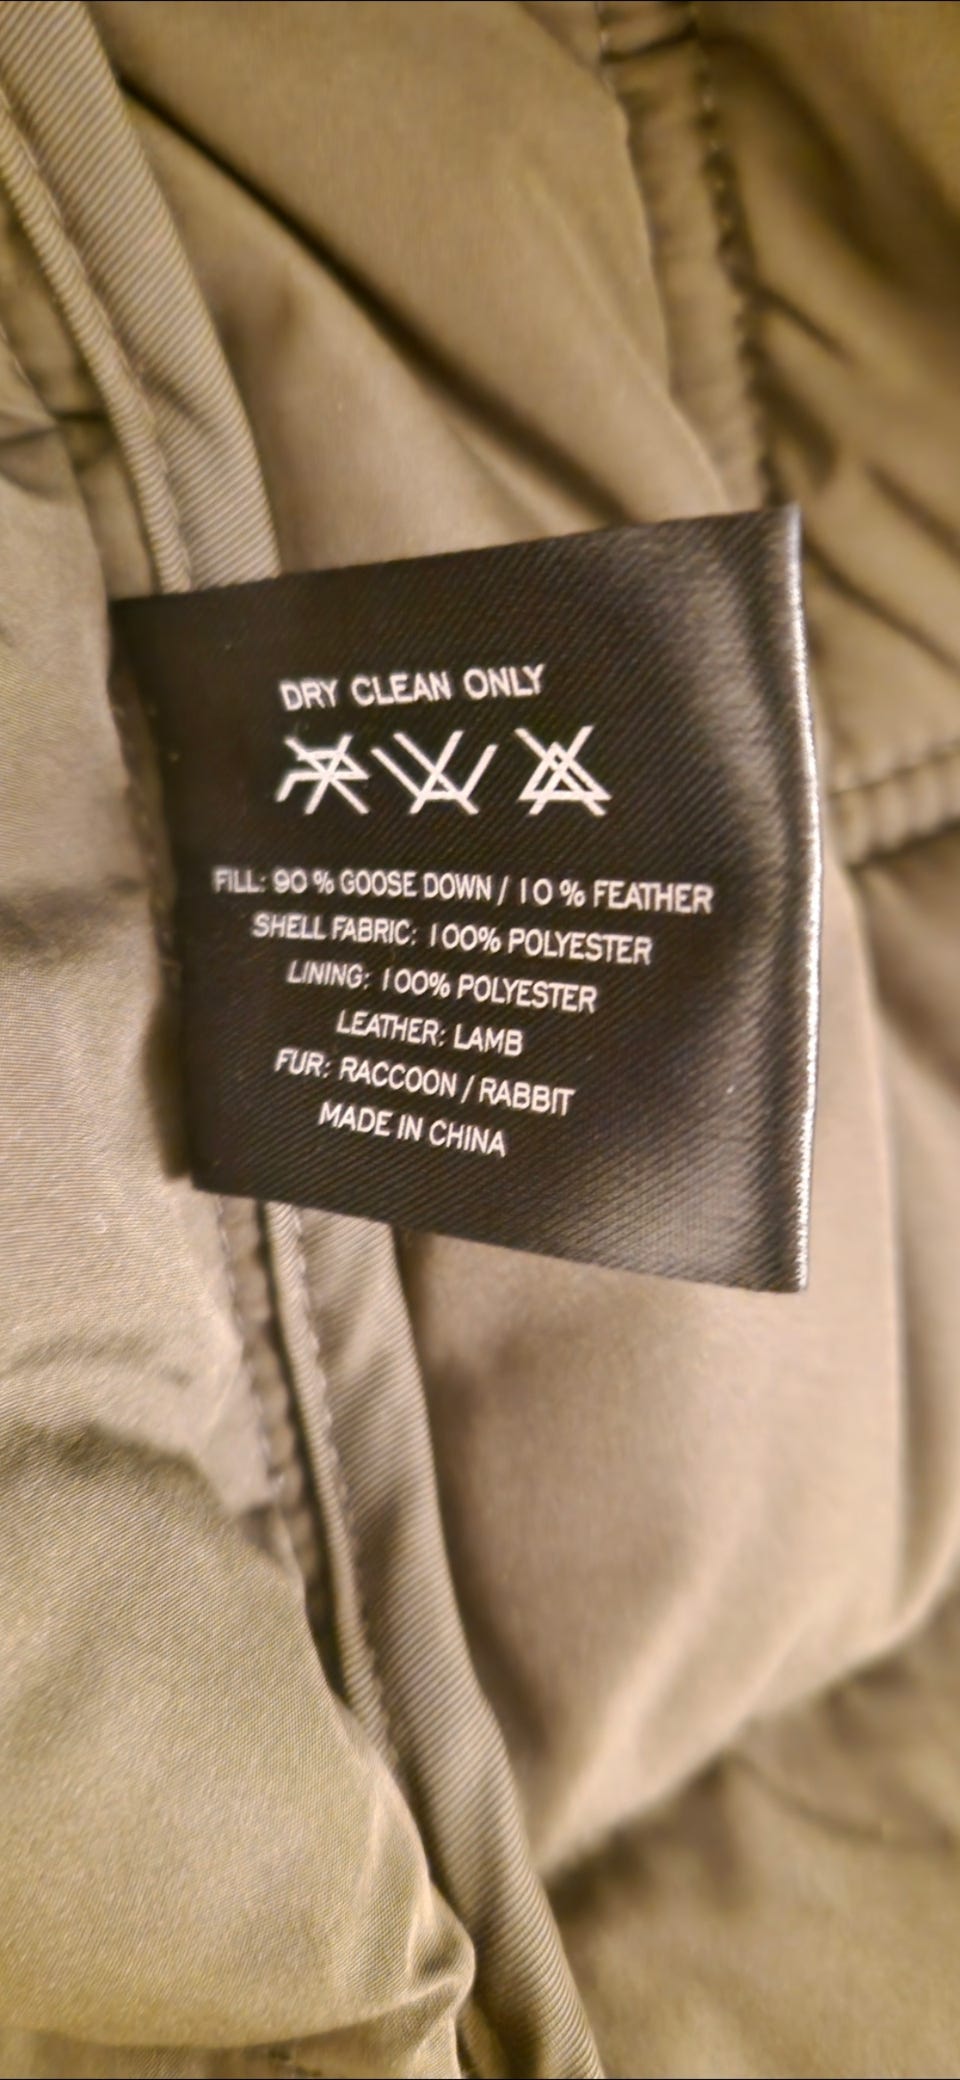 DRY CLEAN ONLY
FILL: 90 % GOOSE DOWN / 10 % FEATHER
SHELL FABRIC: 100% POLYESTER
LINING: 100% POLYESTER
LEATHER: LAMB
FUR: RACCOON / RABBIT
MADE IN CHINA